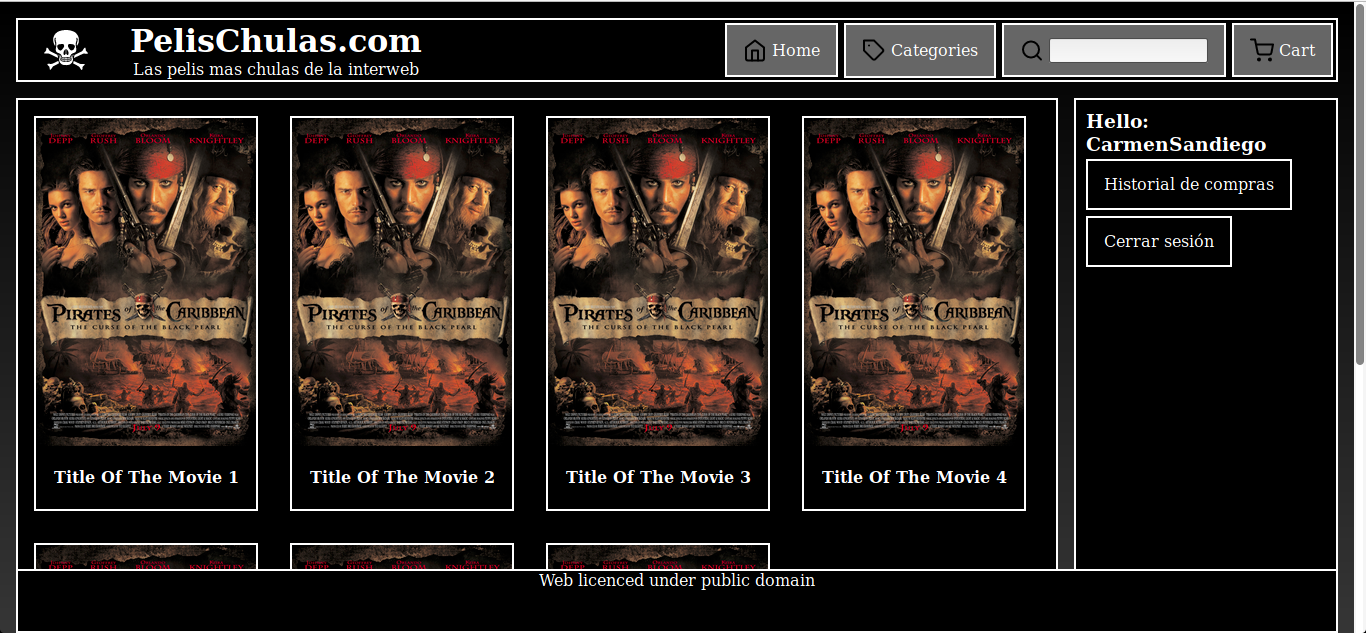 PelisChulas.com
Las pelis mas chulas de la interweb
Home
Categories
Cart
DEPP RUSH BLOOM KNIGHTLEY
PIRATES of the CARIBBEAN
THE CURSE OF THE BLACK PEARL
Title Of The Movie 1
DEPP RUSH BLOOM KNIGHTLEY
PIRATES of the CARIBBEAN
THE CURSE OF THE BLACK PEARL
Title Of The Movie 2
DEPP RUSH BLOOM KNIGHTLEY
PIRATES of the CARIBBEAN
THE CURSE OF THE BLACK PEARL
Title Of The Movie 3
DEPP RUSH BLOOM KNIGHTLEY
PIRATES of the CARIBBEAN
THE CURSE OF THE BLACK PEARL
Title Of The Movie 4
Hello:
CarmenSandiego
Historial de compras
Cerrar sesión
DEPP RUSH BLOOM KNIGHTLEY
DEPP RUSH BLOOM KNIGHTLEY
DEPP RUSH BLOOM KNIGHTLEY
Web licenced under public domain